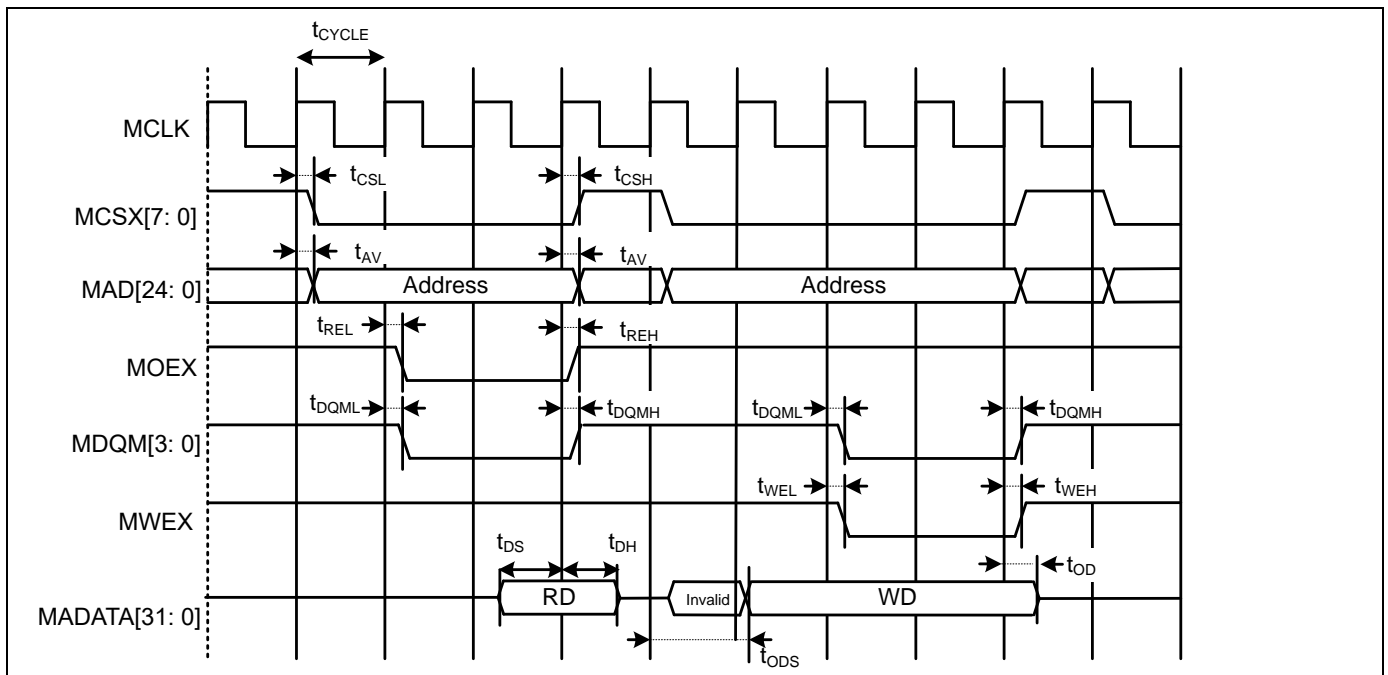 tCYCLE
MCLK
tCSL tCSH
MCSX[7: 0]
tAV tAV
MAD[24: 0] Address Address
tREL tREH
MOEX
tDQML tDQMH tDQML tDQMH
MDQM[3: 0]
tWEL tWEH
MWEX
tDS tDH
tOD
RD Invalid WD
MADATA[31: 0]
tODS